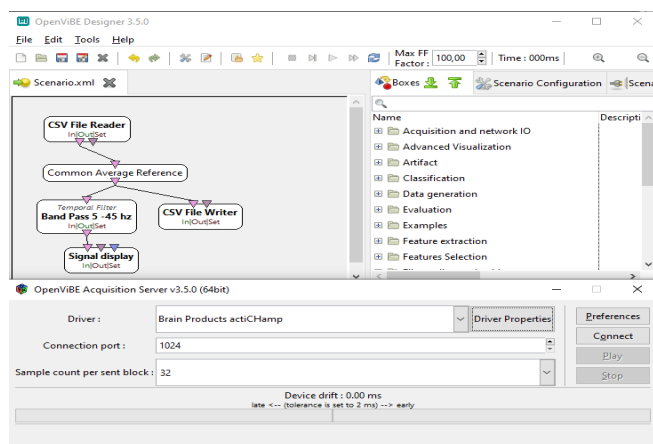 OpenViBE Designer 3.5.0
File Edit Tools Help
Max FF Factor : 100,00 Time : 000ms
Scenario.xml
Boxes Scenario Configuration
CSV File Reader
In|Out|Set
Common Average Reference
Temporal Filter
Band Pass 5 -45 hz
In|Out|Set
CSV File Writer
In|Out|Set
Signal display
In|Out|Set
Name Descripti
Acquisition and network IO
Advanced Visualization
Artifact
Classification
Data generation
Evaluation
Examples
Feature extraction
Features Selection
OpenViBE Acquisition Server v3.5.0 (64bit)
Driver : Brain Products actiCHamp Driver Properties Preferences
Connection port : 1024 Connect
Play
Sample count per sent block : 32 Stop
Device drift : 0.00 ms
late <-- (tolerance is set to 2 ms) --> early